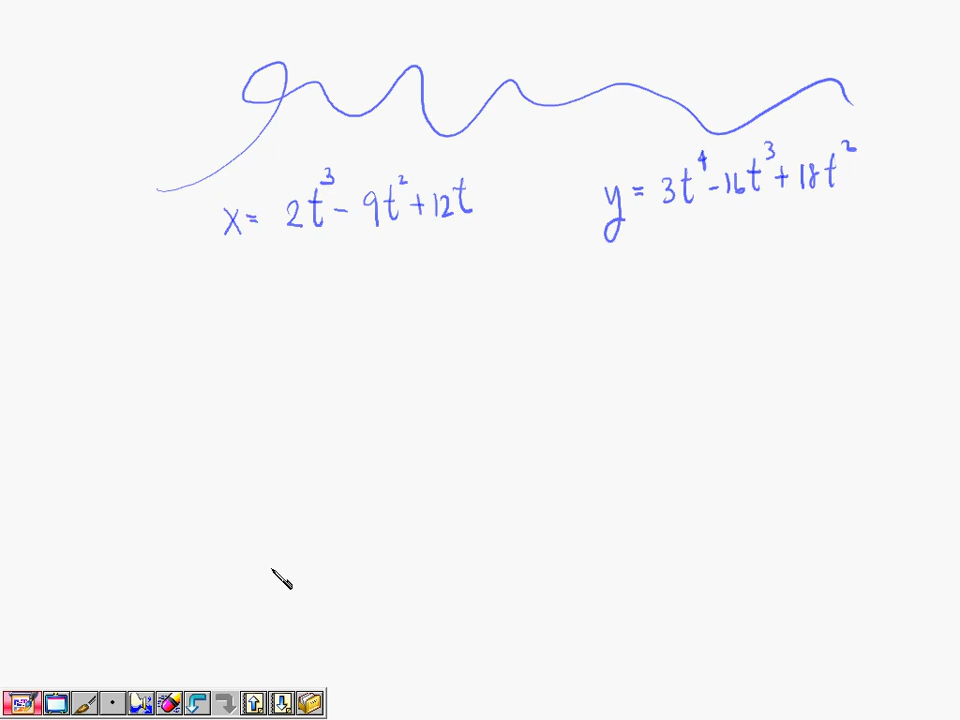 x = 2t³ - 9t² + 12t
y = 3t⁴ - 16t³ + 18t²